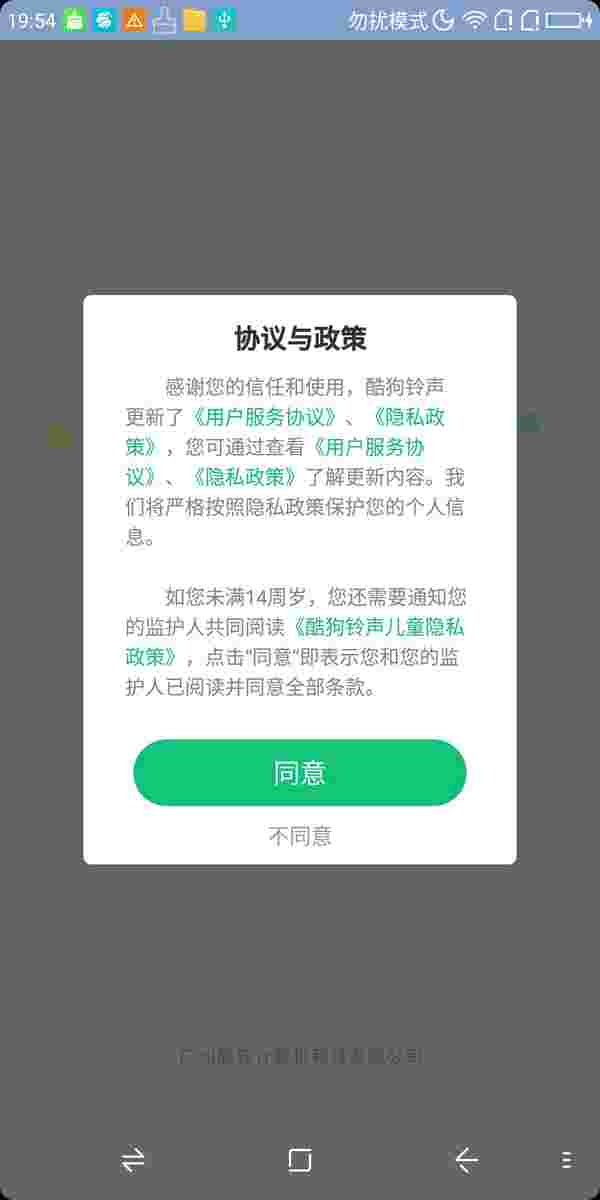 19:54
勿扰模式
协议与政策
感谢您的信任和使用，酷狗铃声
更新了《用户服务协议》、《隐私政
策》，您可通过查看《用户服务协
议》、《隐私政策》了解更新内容。我
们将严格按照隐私政策保护您的个人信
息。
如您未满14周岁，您还需要通知您
的监护人共同阅读《酷狗铃声儿童隐私
政策》，点击“同意”即表示您和您的监
护人已阅读并同意全部条款。
同意
不同意